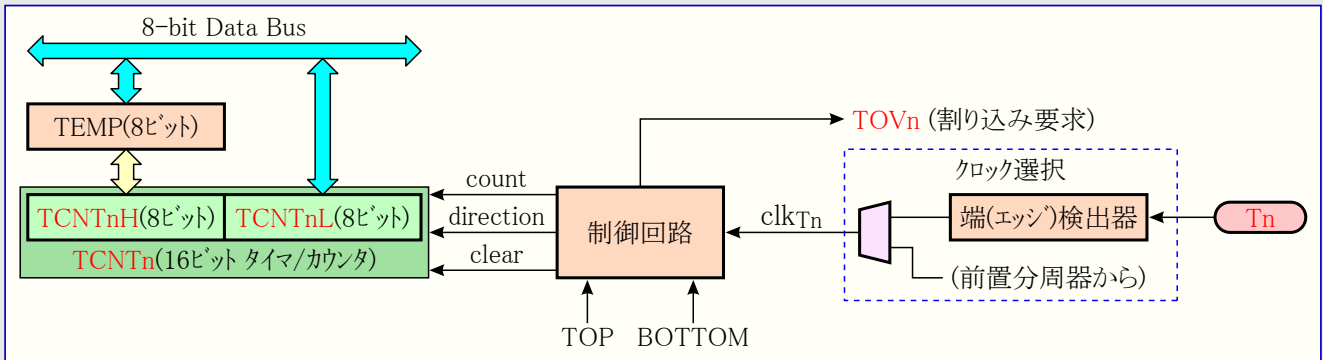 8-bit Data Bus
TEMP(8ﾋﾞｯﾄ)
TCNTnH(8ﾋﾞｯﾄ)
TCNTnL(8ﾋﾞｯﾄ)
TCNTn(16ﾋﾞｯﾄ ﾀｲﾏ/ｶｳﾝﾀ)
count
direction
clear
制御回路
TOP
BOTTOM
TOVn (割り込み要求)
clkTn
ｸﾛｯｸ選択
端(ｴｯｼﾞ)検出器
(前置分周器から)
Tn